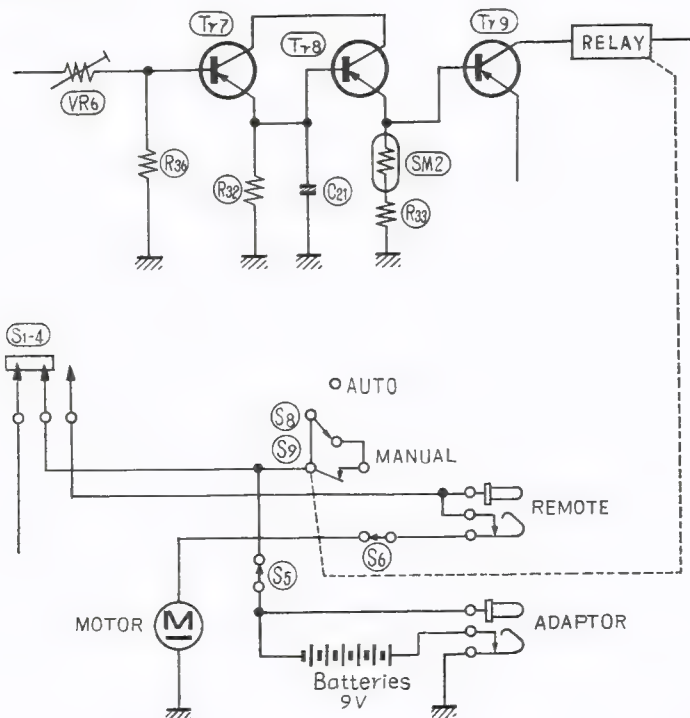 Tr7
Tr8
Tr9
RELAY
VR6
R36
R32
C21
SM2
R33
S1-4
AUTO
S8
S9
MANUAL
REMOTE
S6
S5
MOTOR
M
ADAPTOR
Batteries
9V